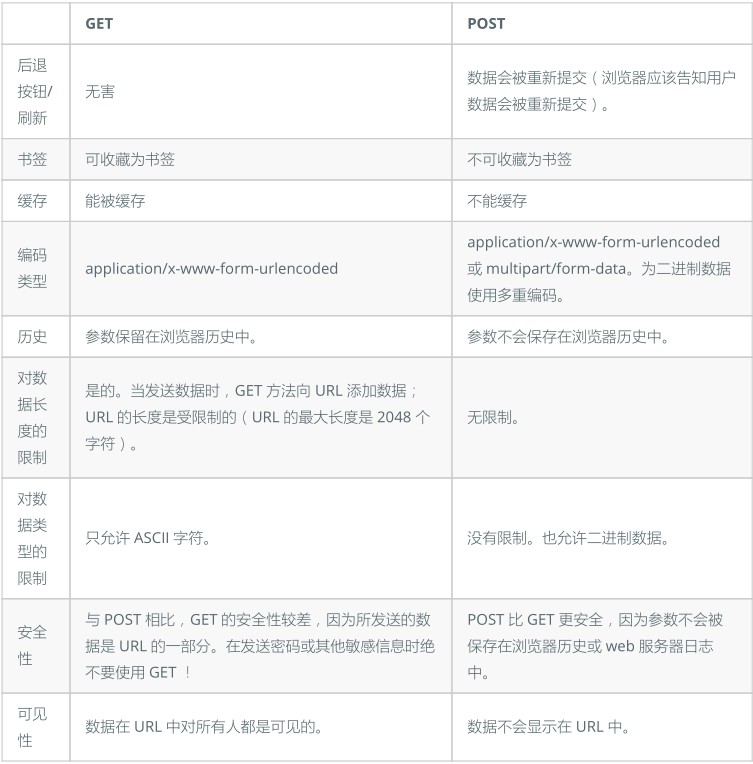 GET
POST
后退
按钮/
刷新
无害
数据会被重新提交（浏览器应该告知用户
数据会被重新提交）。
书签
可收藏为书签
不可收藏为书签
缓存
能被缓存
不能缓存
编码
类型
application/x-www-form-urlencoded
application/x-www-form-urlencoded
或 multipart/form-data。为二进制数据
使用多重编码。
历史
参数保留在浏览器历史中。
参数不会保存在浏览器历史中。
对数
据长
度的
限制
是的。当发送数据时，GET 方法向 URL 添加数据；
URL 的长度是受限制的（URL 的最大长度是 2048 个
字符）。
无限制。
对数
据类
型的
限制
只允许 ASCII 字符。
没有限制。也允许二进制数据。
安全
性
与 POST 相比，GET 的安全性较差，因为所发送的数
据是 URL 的一部分。在发送密码或其他敏感信息时绝
不要使用 GET ！
POST 比 GET 更安全，因为参数不会被
保存在浏览器历史或 web 服务器日志
中。
可见
性
数据在 URL 中对所有人都是可见的。
数据不会显示在 URL 中。